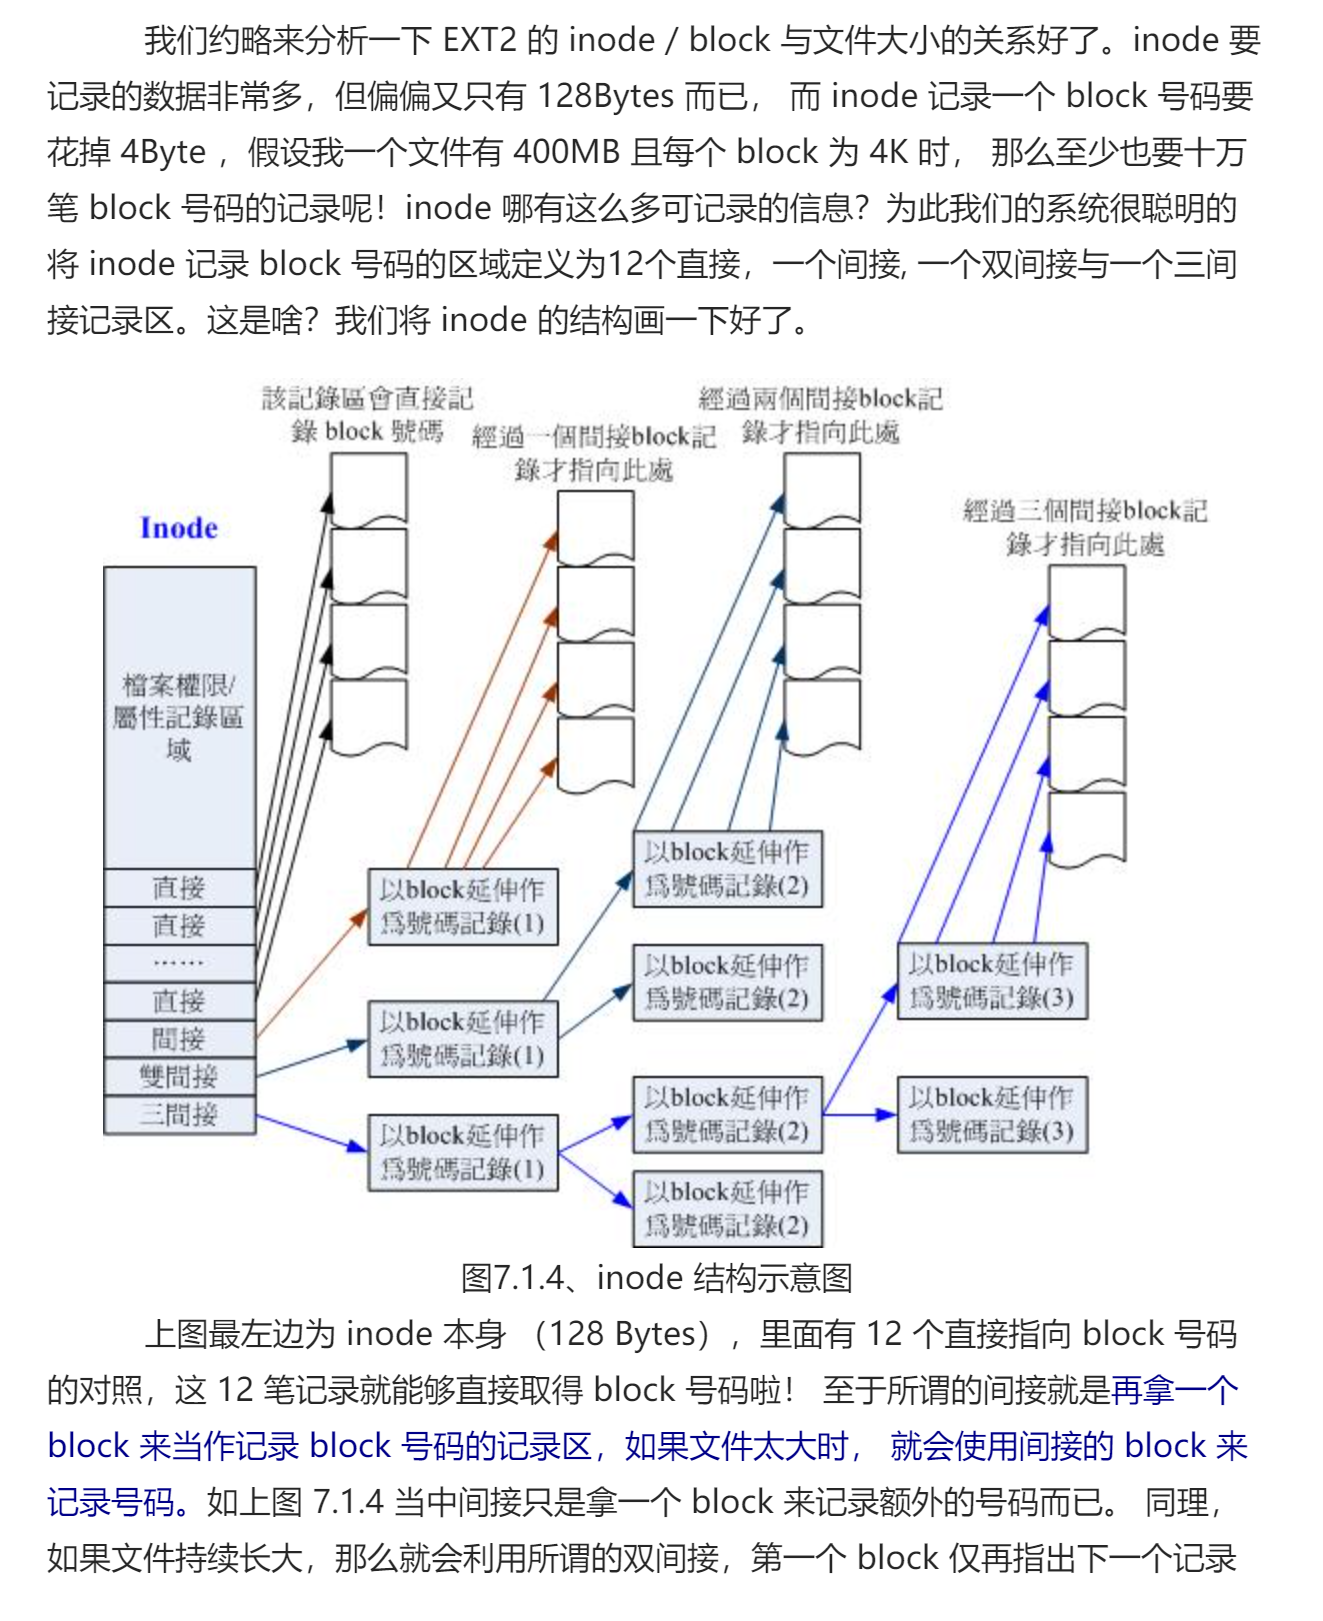 我们约略来分析一下 EXT2 的 inode / block 与文件大小的关系好了。inode 要
记录的数据非常多，但偏偏又只有 128Bytes 而已， 而 inode 记录一个 block 号码要
花掉 4Byte ，假设我一个文件有 400MB 且每个 block 为 4K 时， 那么至少也要十万
笔 block 号码的记录呢！inode 哪有这么多可记录的信息？为此我们的系统很聪明的
将 inode 记录 block 号码的区域定义为12个直接，一个间接, 一个双间接与一个三间
接记录区。这是啥？我们将 inode 的结构画一下好了。
該記錄區會直接記
錄 block 號碼
經過一個間接block記
錄才指向此處
經過兩個間接block記
錄才指向此處
經過三個間接block記
錄才指向此處
Inode
檔案權限/
屬性記錄區
域
直接
直接
……
直接
間接
雙間接
三間接
以block延伸作
為號碼記錄(1)
以block延伸作
為號碼記錄(1)
以block延伸作
為號碼記錄(1)
以block延伸作
為號碼記錄(2)
以block延伸作
為號碼記錄(2)
以block延伸作
為號碼記錄(2)
以block延伸作
為號碼記錄(2)
以block延伸作
為號碼記錄(3)
以block延伸作
為號碼記錄(3)
图7.1.4、inode 结构示意图
上图最左边为 inode 本身 （128 Bytes），里面有 12 个直接指向 block 号码
的对照，这 12 笔记录就能够直接取得 block 号码啦！ 至于所谓的间接就是再拿一个
block 来当作记录 block 号码的记录区，如果文件太大时， 就会使用间接的 block 来
记录号码。如上图 7.1.4 当中间接只是拿一个 block 来记录额外的号码而已。 同理，
如果文件持续长大，那么就会利用所谓的双间接，第一个 block 仅再指出下一个记录